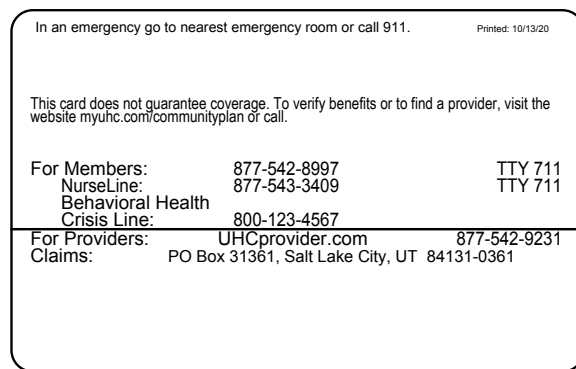 In an emergency go to nearest emergency room or call 911. Printed: 10/13/20
This card does not guarantee coverage. To verify benefits or to find a provider, visit the
website myuhc.com/communityplan or call.
For Members: 877-542-8997 TTY 711
NurseLine: 877-543-3409 TTY 711
Behavioral Health
Crisis Line: 800-123-4567
For Providers: UHCprovider.com 877-542-9231
Claims: PO Box 31361, Salt Lake City, UT 84131-0361